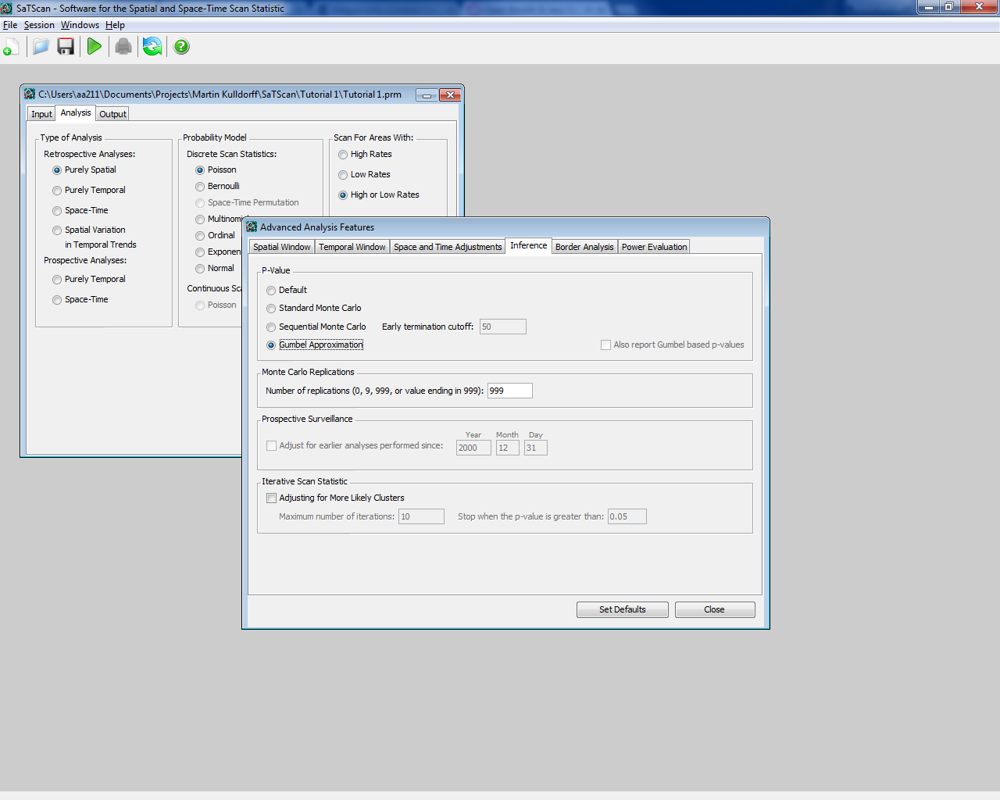 SaTScan - Software for the Spatial and Space-Time Scan Statistic
File Session Windows Help
C:\Users\aa211\Documents\Projects\Martin Kulldorff\SaTScan\Tutorial 1\Tutorial 1.prm
Input Analysis Output
Type of Analysis
Retrospective Analyses:
Purely Spatial
Purely Temporal
Space-Time
Spatial Variation
in Temporal Trends
Prospective Analyses:
Purely Temporal
Space-Time
Probability Model
Discrete Scan Statistics:
Poisson
Bernoulli
Space-Time Permutation
Multinomi
Ordinal
Exponen
Normal
Continuous Sca
Poisson
Scan For Areas With:
High Rates
Low Rates
High or Low Rates
Advanced Analysis Features
Spatial Window Temporal Window Space and Time Adjustments Inference Border Analysis Power Evaluation
P-Value
Default
Standard Monte Carlo
Sequential Monte Carlo Early termination cutoff: 50
Gumbel Approximation Also report Gumbel based p-values
Monte Carlo Replications
Number of replications (0, 9, 999, or value ending in 999): 999
Prospective Surveillance
Year Month Day
Adjust for earlier analyses performed since: 2000 12 31
Iterative Scan Statistic
Adjusting for More Likely Clusters
Maximum number of iterations: 10 Stop when the p-value is greater than: 0.05
Set Defaults Close